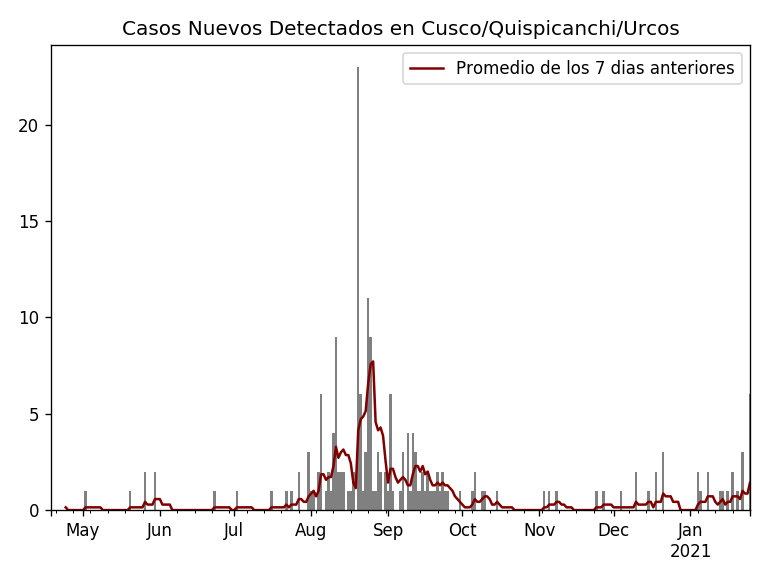 Casos Nuevos Detectados en Cusco/Quispicanchi/Urcos
Promedio de los 7 dias anteriores
20
15
10
5
0
May Jun Jul Aug Sep Oct Nov Dec Jan
2021